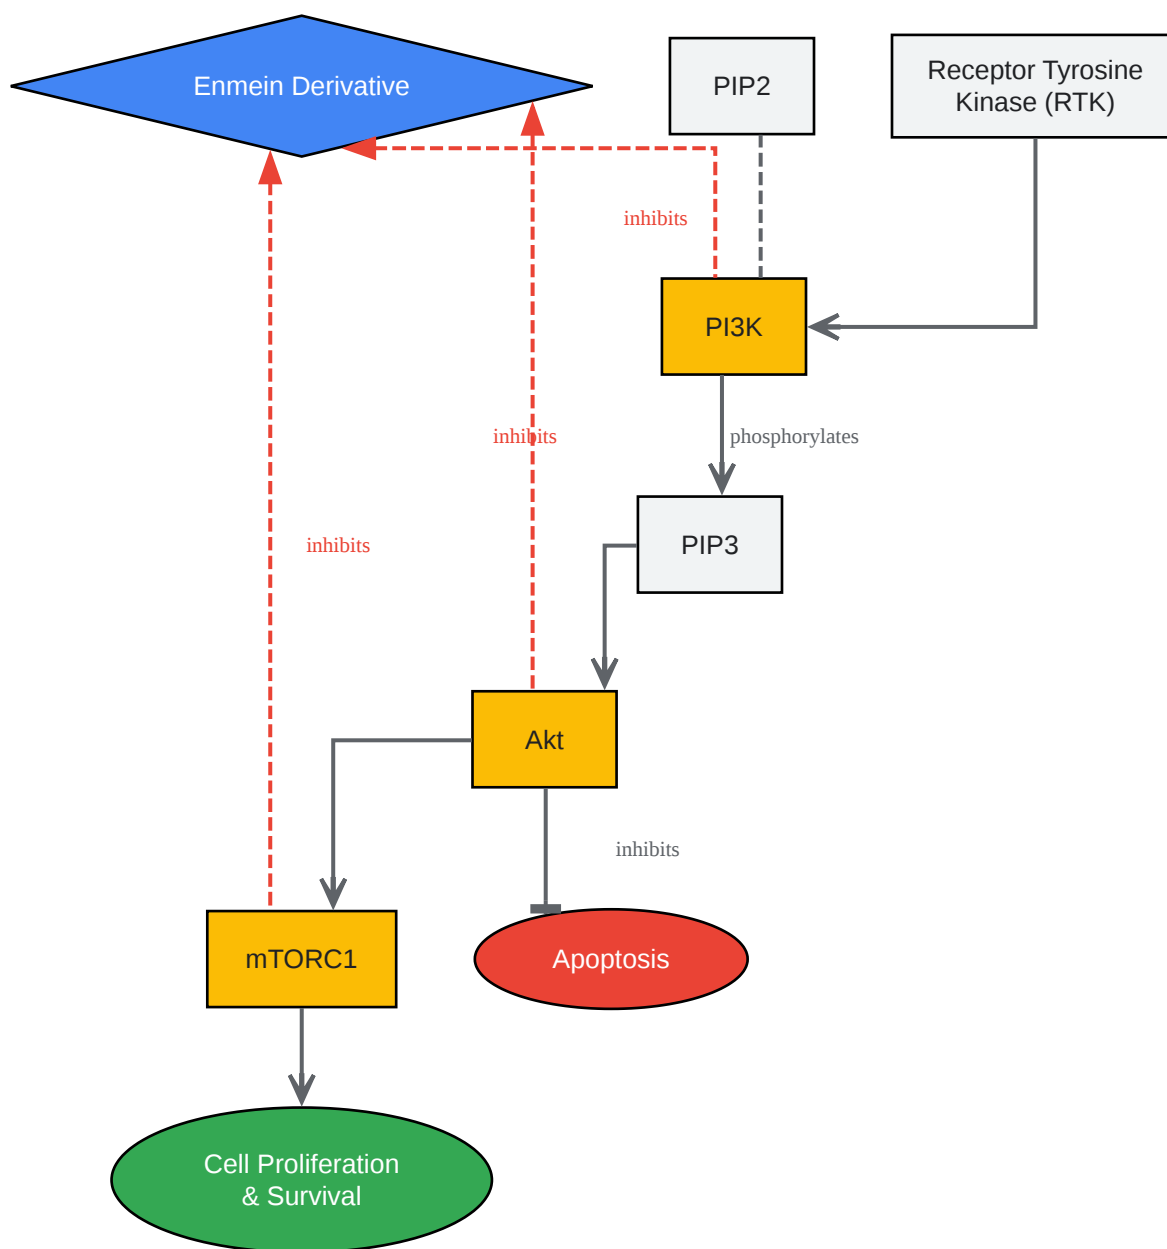 Enmein Derivative
PIP2
Receptor Tyrosine
Kinase (RTK)
inhibits
PI3K
inhibits
phosphorylates
inhibits
PIP3
Akt
inhibits
mTORC1
Apoptosis
Cell Proliferation
& Survival